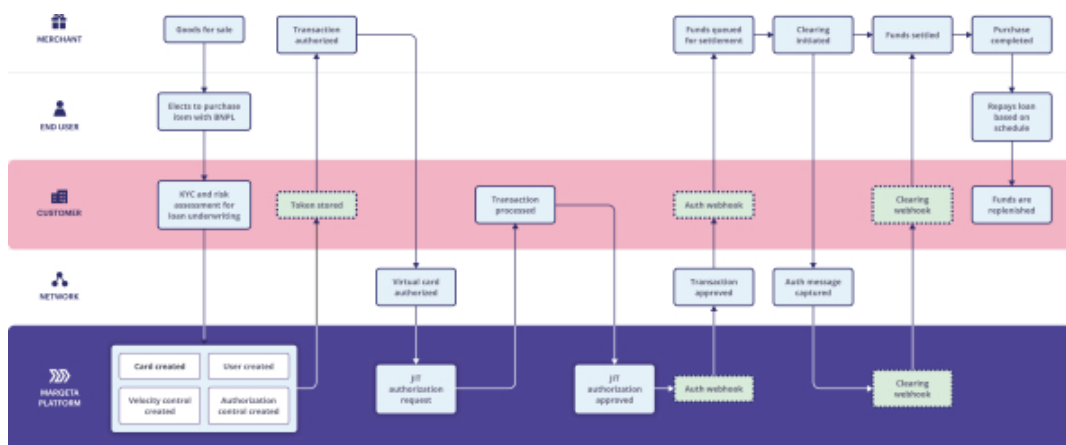 MERCHANT
Goods for sale
Transaction
authorized
Funds queued
for settlement
Clearing
initiated
Funds settled
Purchase
completed
END USER
Elects to purchase
item with BNPL
Repays loan
based on
schedule
CUSTOMER
KYC and risk
assessment for
loan underwriting
Token stored
Transaction
processed
Auth webhook
Clearing
webhook
Funds are
replenished
NETWORK
Virtual card
authorized
Transaction
approved
Auth message
captured
MARQETA
PLATFORM
Card created
User created
Velocity control
created
Authorization
control created
JIT
authorization
request
JIT
authorization
approved
Auth webhook
Clearing
webhook